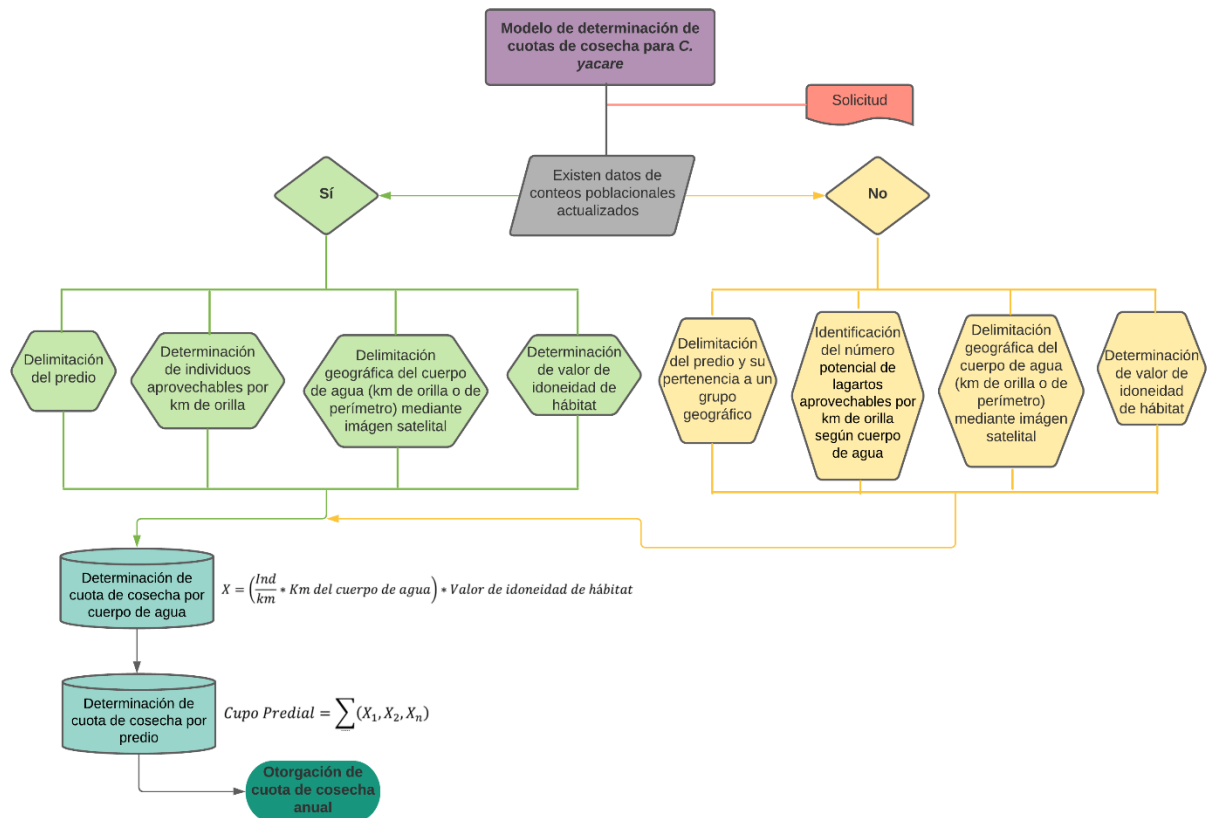 Modelo de determinación de
cuotas de cosecha para C.
yacare
Solicitud
Existen datos de
conteos poblacionales
actualizados
Sí
No
Delimitación
del predio
Determinación
de individuos
aprovechables por
km de orilla
Delimitación
geográfica del cuerpo
de agua (km de orilla o de
perímetro) mediante
imágen satelital
Determinación
de valor de
idoneidad de
hábitat
Delimitación
del predio y su
pertenencia a un
grupo
geográfico
Identificación
del número
potencial de
lagartos
aprovechables por
km de orilla
según cuerpo
de agua
Delimitación
geográfica del
cuerpo de agua
(km de orilla o de
perímetro)
mediante imágen
satelital
Determinación
de valor de
idoneidad
de hábitat
Determinación de
cuota de cosecha por
cuerpo de agua
X = (Ind/km * Km del cuerpo de agua) * Valor de idoneidad de hábitat
Determinación de
cuota de cosecha por
predio
Cupo Predial = ∑(X₁, X₂, Xₙ)
Otorgación de
cuota de cosecha
anual